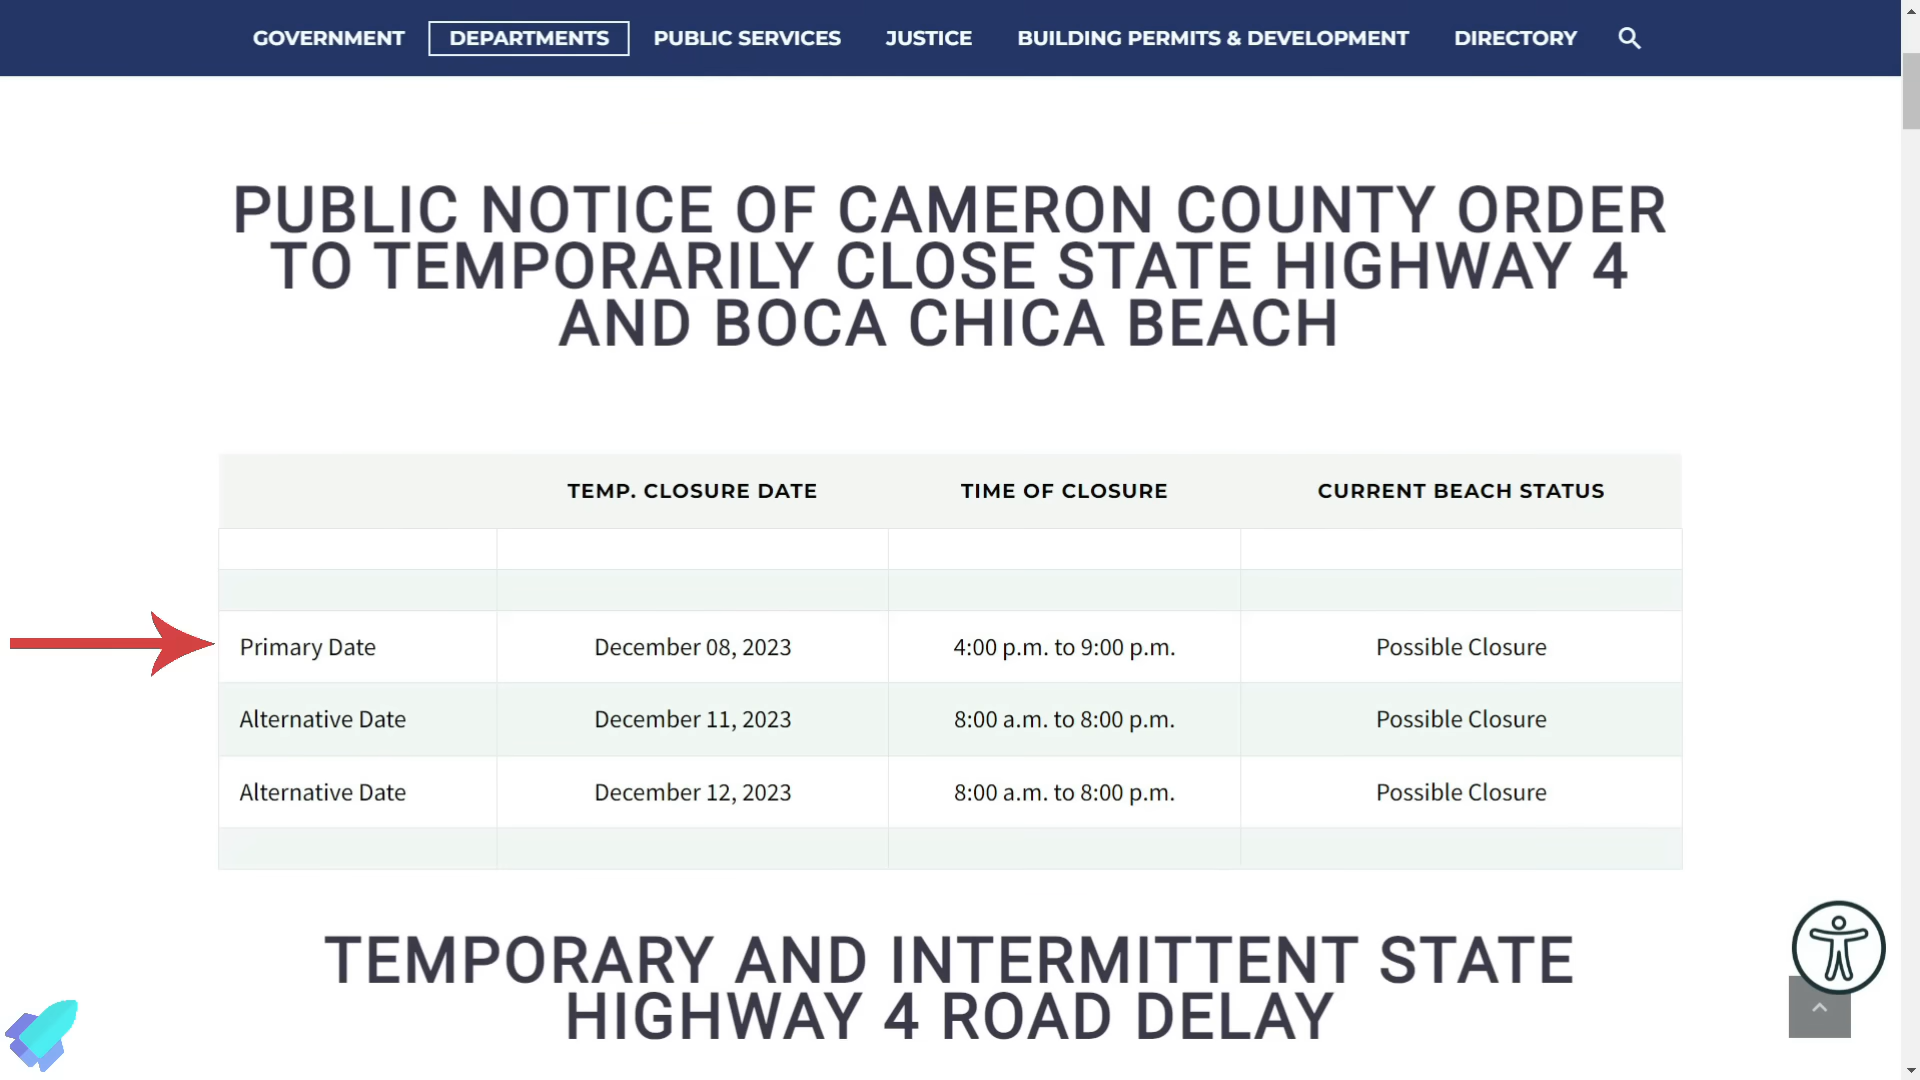 GOVERNMENT DEPARTMENTS PUBLIC SERVICES JUSTICE BUILDING PERMITS & DEVELOPMENT DIRECTORY
PUBLIC NOTICE OF CAMERON COUNTY ORDER
TO TEMPORARILY CLOSE STATE HIGHWAY 4
AND BOCA CHICA BEACH
TEMP. CLOSURE DATE TIME OF CLOSURE CURRENT BEACH STATUS
Primary Date December 08, 2023 4:00 p.m. to 9:00 p.m. Possible Closure
Alternative Date December 11, 2023 8:00 a.m. to 8:00 p.m. Possible Closure
Alternative Date December 12, 2023 8:00 a.m. to 8:00 p.m. Possible Closure
TEMPORARY AND INTERMITTENT STATE
HIGHWAY 4 ROAD DELAY